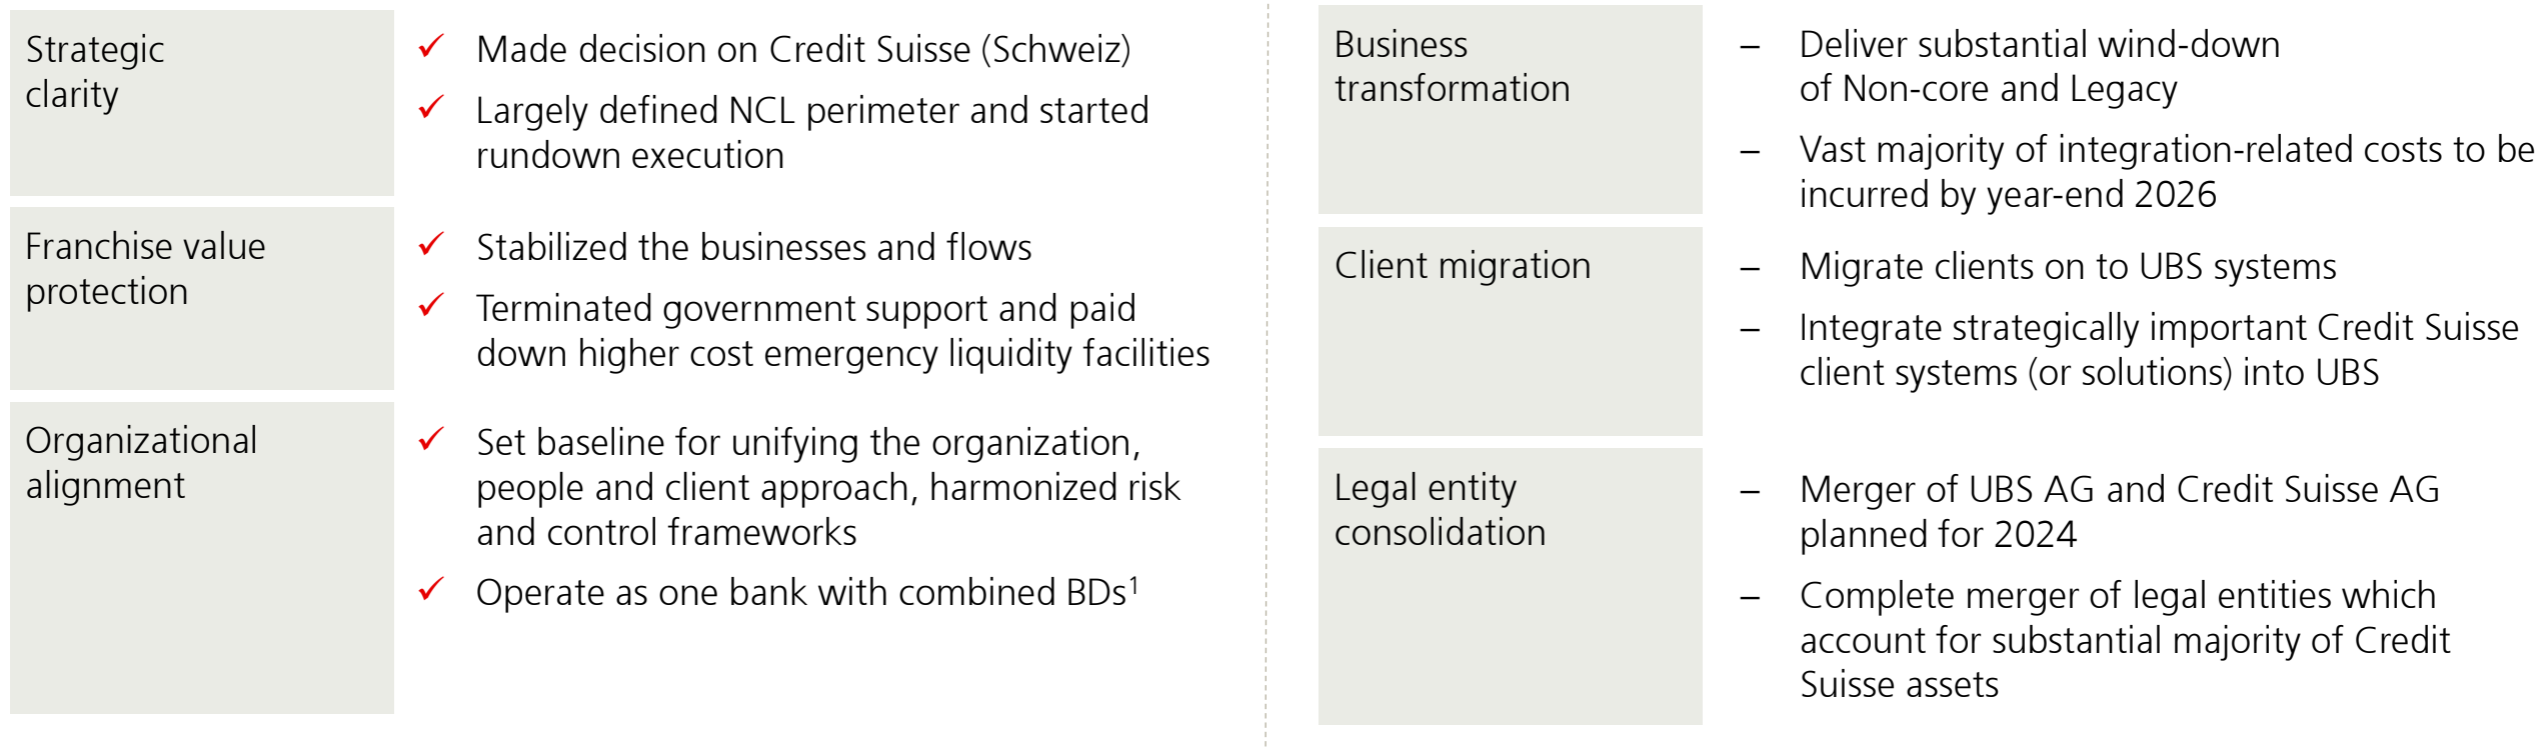 Strategic
clarity
✓ Made decision on Credit Suisse (Schweiz)
✓ Largely defined NCL perimeter and started
rundown execution
Franchise value
protection
✓ Stabilized the businesses and flows
✓ Terminated government support and paid
down higher cost emergency liquidity facilities
Organizational
alignment
✓ Set baseline for unifying the organization,
people and client approach, harmonized risk
and control frameworks
✓ Operate as one bank with combined BDs¹
Business
transformation
– Deliver substantial wind-down
of Non-core and Legacy
– Vast majority of integration-related costs to be
incurred by year-end 2026
Client migration
– Migrate clients on to UBS systems
– Integrate strategically important Credit Suisse
client systems (or solutions) into UBS
Legal entity
consolidation
– Merger of UBS AG and Credit Suisse AG
planned for 2024
– Complete merger of legal entities which
account for substantial majority of Credit
Suisse assets